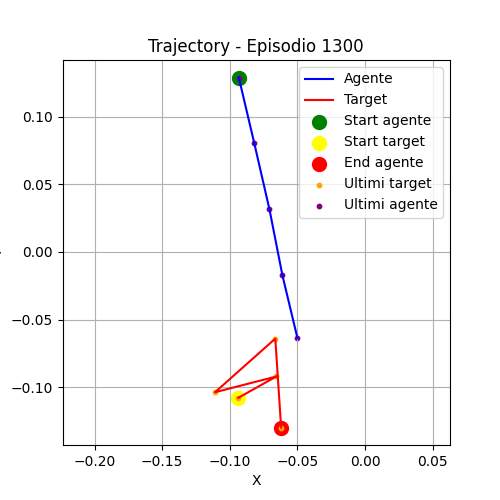 Trajectory - Episodio 1300
Agente
Target
Start agente
Start target
End agente
Ultimi target
Ultimi agente
0.10
0.05
0.00
−0.05
−0.10
−0.20
−0.15
−0.10
−0.05
0.00
0.05
X